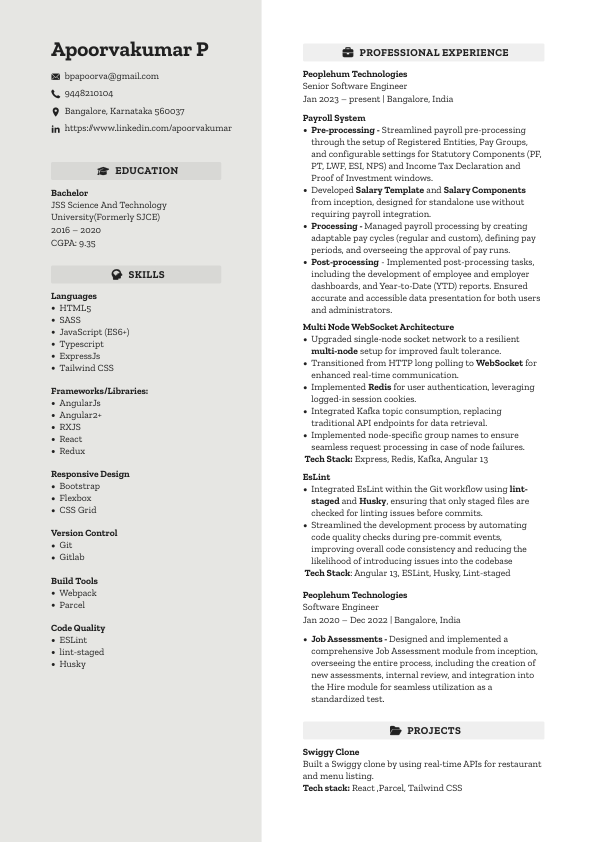 Apoorvakumar P
bpapoorva@gmail.com
9448210104
Bangalore, Karnataka 560037
https://www.linkedin.com/apoorvakumar
EDUCATION
Bachelor
JSS Science And Technology
University(Formerly SJCE)
2016 – 2020
CGPA: 9.35
SKILLS
Languages
• HTML5
• SASS
• JavaScript (ES6+)
• Typescript
• ExpressJs
• Tailwind CSS
Frameworks/Libraries:
• AngularJs
• Angular2+
• RXJS
• React
• Redux
Responsive Design
• Bootstrap
• Flexbox
• CSS Grid
Version Control
• Git
• Gitlab
Build Tools
• Webpack
• Parcel
Code Quality
• ESLint
• lint-staged
• Husky
PROFESSIONAL EXPERIENCE
Peoplehum Technologies
Senior Software Engineer
Jan 2023 – present | Bangalore, India
Payroll System
• Pre-processing - Streamlined payroll pre-processing
through the setup of Registered Entities, Pay Groups,
and configurable settings for Statutory Components (PF,
PT, LWF, ESI, NPS) and Income Tax Declaration and
Proof of Investment windows.
• Developed Salary Template and Salary Components
from inception, designed for standalone use without
requiring payroll integration.
• Processing - Managed payroll processing by creating
adaptable pay cycles (regular and custom), defining pay
periods, and overseeing the approval of pay runs.
• Post-processing - Implemented post-processing tasks,
including the development of employee and employer
dashboards, and Year-to-Date (YTD) reports. Ensured
accurate and accessible data presentation for both users
and administrators.
Multi Node WebSocket Architecture
• Upgraded single-node socket network to a resilient
multi-node setup for improved fault tolerance.
• Transitioned from HTTP long polling to WebSocket for
enhanced real-time communication.
• Implemented Redis for user authentication, leveraging
logged-in session cookies.
• Integrated Kafka topic consumption, replacing
traditional API endpoints for data retrieval.
• Implemented node-specific group names to ensure
seamless request processing in case of node failures.
Tech Stack: Express, Redis, Kafka, Angular 13
EsLint
• Integrated EsLint within the Git workflow using lint-
staged and Husky, ensuring that only staged files are
checked for linting issues before commits.
• Streamlined the development process by automating
code quality checks during pre-commit events,
improving overall code consistency and reducing the
likelihood of introducing issues into the codebase
Tech Stack: Angular 13, ESLint, Husky, Lint-staged
Peoplehum Technologies
Software Engineer
Jan 2020 – Dec 2022 | Bangalore, India
• Job Assessments - Designed and implemented a
comprehensive Job Assessment module from inception,
overseeing the entire process, including the creation of
new assessments, internal review, and integration into
the Hire module for seamless utilization as a
standardized test.
PROJECTS
Swiggy Clone
Built a Swiggy clone by using real-time APIs for restaurant
and menu listing.
Tech stack: React ,Parcel, Tailwind CSS